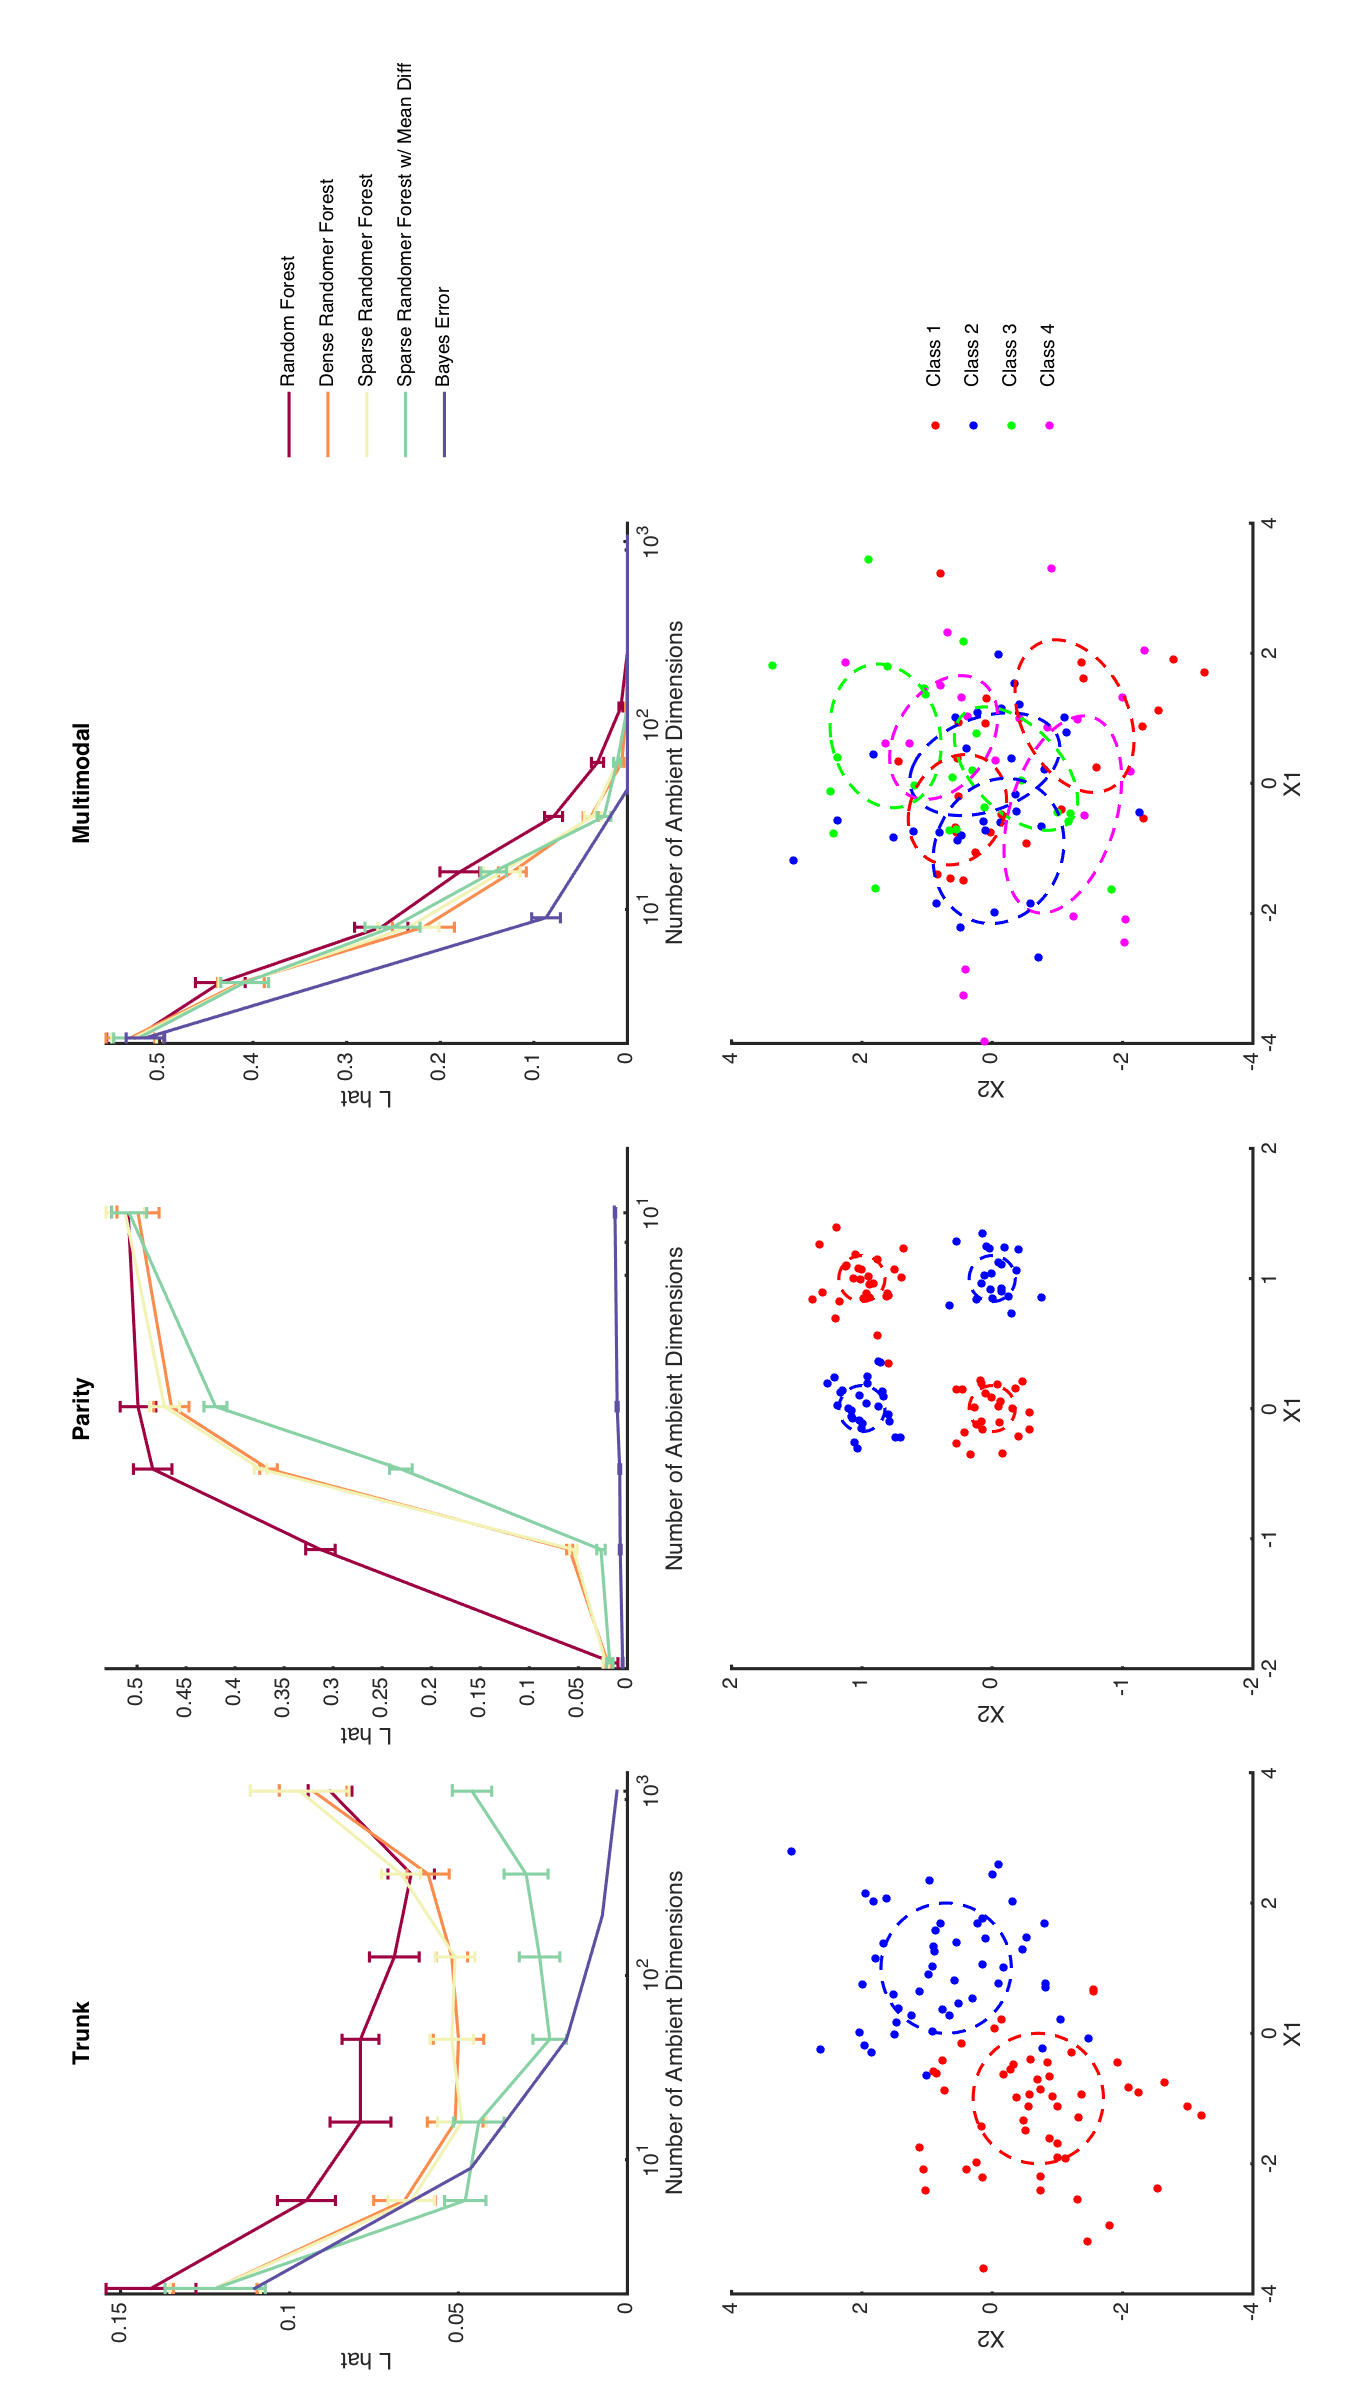 Trunk
0.15
0.1
0.05
0
L hat
10^1
10^2
10^3
Number of Ambient Dimensions
Parity
0.5
0.45
0.4
0.35
0.3
0.25
0.2
0.15
0.1
0.05
0
L hat
10^1
Number of Ambient Dimensions
Multimodal
0.5
0.4
0.3
0.2
0.1
0
L hat
10^1
10^2
10^3
Number of Ambient Dimensions
Random Forest
Dense Randomer Forest
Sparse Randomer Forest
Sparse Randomer Forest w/ Mean Diff
Bayes Error
4
2
0
-2
-4
X2
-4
-2
0
2
4
X1
2
1
0
-1
-2
X2
-2
-1
0
1
2
X1
4
2
0
-2
-4
X2
-4
-2
0
2
4
X1
Class 1
Class 2
Class 3
Class 4